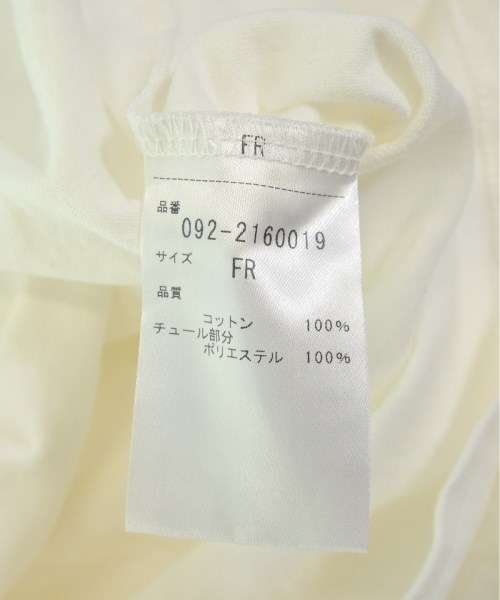 FR
品番
092-2160019
サイズ
FR
品質
コットン 100%
チュール部分
ポリエステル 100%